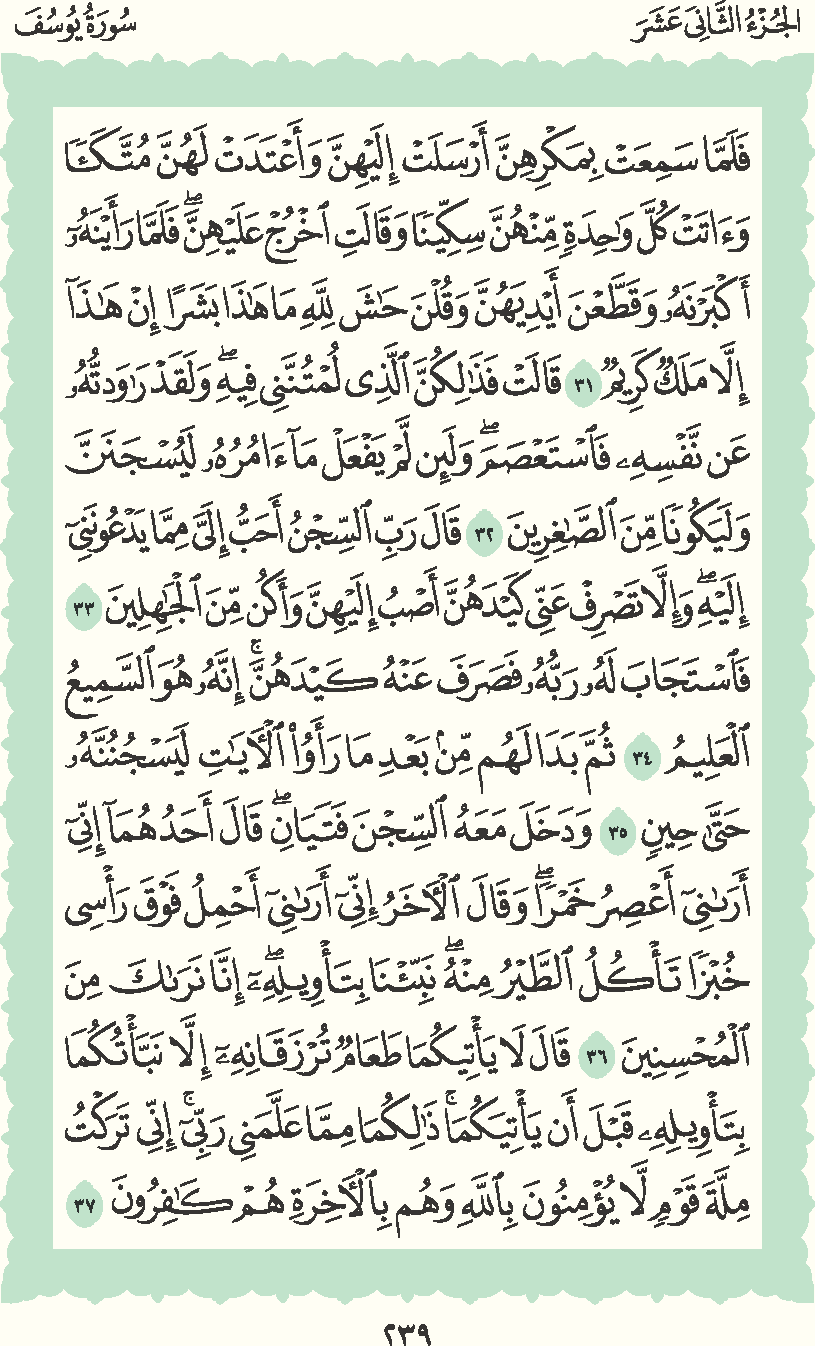 الجُزْءُ الثَّانِىَ عَشَرَ
سُورَةُ يُوسُفَ
فَلَمَّا سَمِعَتْ بِمَكْرِهِنَّ أَرْسَلَتْ إِلَيْهِنَّ وَأَعْتَدَتْ لَهُنَّ مُتَّكَـًٔا
وَءَاتَتْ كُلَّ وَٰحِدَةٍ مِّنْهُنَّ سِكِّينًا وَقَالَتِ ٱخْرُجْ عَلَيْهِنَّ ۖ فَلَمَّا رَأَيْنَهُۥٓ
أَكْبَرْنَهُۥ وَقَطَّعْنَ أَيْدِيَهُنَّ وَقُلْنَ حَٰشَ لِلَّهِ مَا هَٰذَا بَشَرًا إِنْ هَٰذَآ
إِلَّا مَلَكٌ كَرِيمٌ ٣١ قَالَتْ فَذَٰلِكُنَّ ٱلَّذِى لُمْتُنَّنِى فِيهِ ۖ وَلَقَدْ رَٰوَدتُّهُۥ
عَن نَّفْسِهِۦ فَٱسْتَعْصَمَ ۖ وَلَئِن لَّمْ يَفْعَلْ مَآ ءَامُرُهُۥ لَيُسْجَنَنَّ
وَلَيَكُونًا مِّنَ ٱلصَّٰغِرِينَ ٣٢ قَالَ رَبِّ ٱلسِّجْنُ أَحَبُّ إِلَىَّ مِمَّا يَدْعُونَنِىٓ
إِلَيْهِ ۖ وَإِلَّا تَصْرِفْ عَنِّى كَيْدَهُنَّ أَصْبُ إِلَيْهِنَّ وَأَكُن مِّنَ ٱلْجَٰهِلِينَ ٣٣
فَٱسْتَجَابَ لَهُۥ رَبُّهُۥ فَصَرَفَ عَنْهُ كَيْدَهُنَّ ۚ إِنَّهُۥ هُوَ ٱلسَّمِيعُ
ٱلْعَلِيمُ ٣٤ ثُمَّ بَدَا لَهُم مِّنۢ بَعْدِ مَا رَأَوُا۟ ٱلْـَٔايَٰتِ لَيَسْجُنُنَّهُۥ
حَتَّىٰ حِينٍ ٣٥ وَدَخَلَ مَعَهُ ٱلسِّجْنَ فَتَيَانِ ۖ قَالَ أَحَدُهُمَآ إِنِّىٓ
أَرَىٰنِىٓ أَعْصِرُ خَمْرًا ۖ وَقَالَ ٱلْـَٔاخَرُ إِنِّىٓ أَرَىٰنِىٓ أَحْمِلُ فَوْقَ رَأْسِى
خُبْزًا تَأْكُلُ ٱلطَّيْرُ مِنْهُ ۖ نَبِّئْنَا بِتَأْوِيلِهِۦٓ ۖ إِنَّا نَرَىٰكَ مِنَ
ٱلْمُحْسِنِينَ ٣٦ قَالَ لَا يَأْتِيكُمَا طَعَامٌ تُرْزَقَانِهِۦٓ إِلَّا نَبَّأْتُكُمَا
بِتَأْوِيلِهِۦ قَبْلَ أَن يَأْتِيَكُمَا ۚ ذَٰلِكُمَا مِمَّا عَلَّمَنِى رَبِّىٓ ۚ إِنِّى تَرَكْتُ
مِلَّةَ قَوْمٍ لَّا يُؤْمِنُونَ بِٱللَّهِ وَهُم بِٱلْـَٔاخِرَةِ هُمْ كَٰفِرُونَ ٣٧
٢٣٩